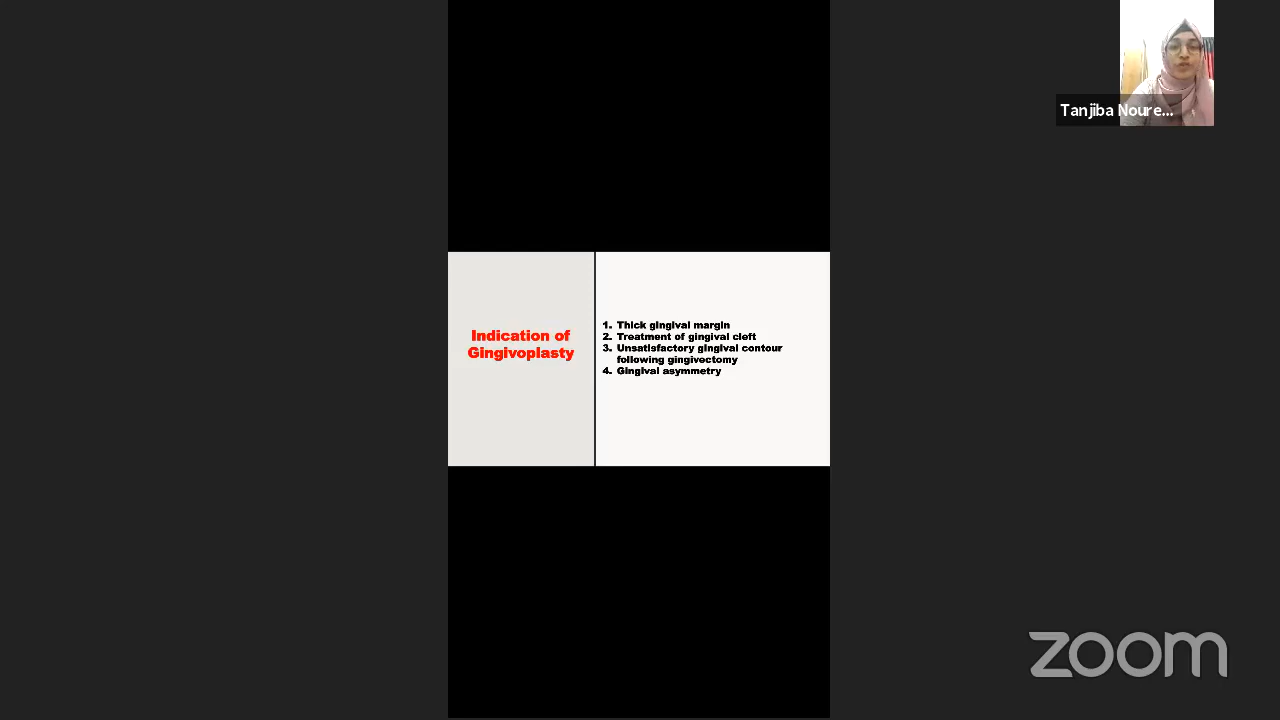 Tanjiba Noure...
Indication of
Gingivoplasty
1. Thick gingival margin
2. Treatment of gingival cleft
3. Unsatisfactory gingival contour
following gingivectomy
4. Gingival asymmetry
zoom